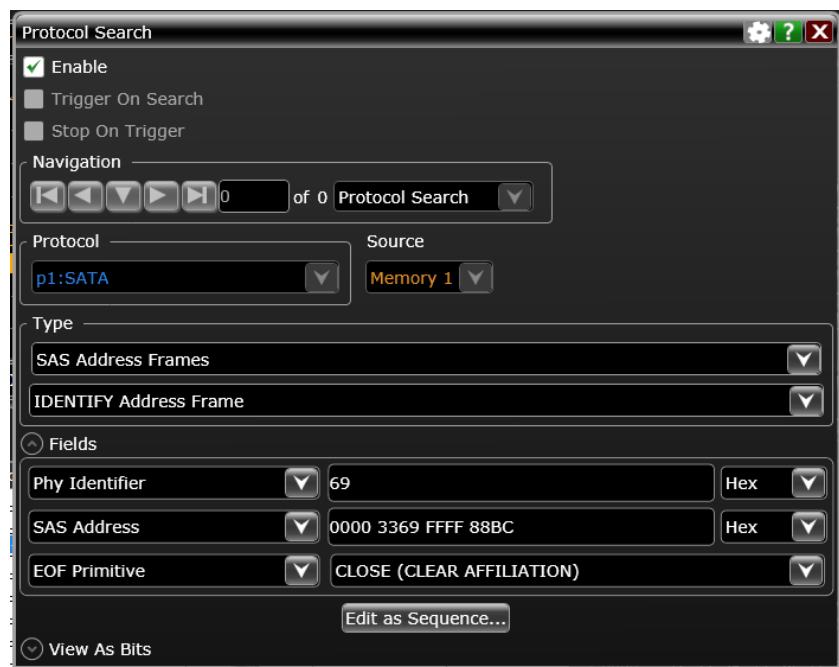 Protocol Search
Enable
Trigger On Search
Stop On Trigger
Navigation
0 of 0 Protocol Search
Protocol Source
p1:SATA Memory 1
Type
SAS Address Frames
IDENTIFY Address Frame
Fields
Phy Identifier 69 Hex
SAS Address 0000 3369 FFFF 88BC Hex
EOF Primitive CLOSE (CLEAR AFFILIATION)
Edit as Sequence...
View As Bits